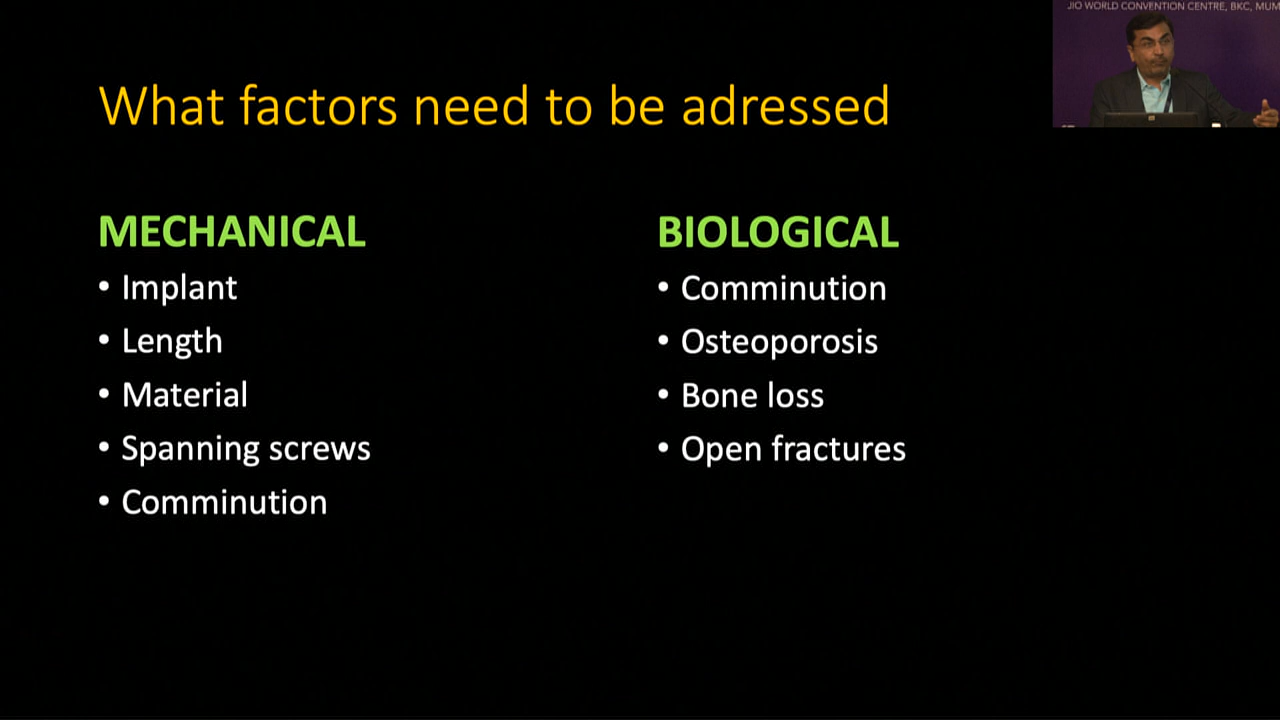 JIO WORLD CONVENTION CENTRE, BKC, MUM
What factors need to be adressed
MECHANICAL
• Implant
• Length
• Material
• Spanning screws
• Comminution
BIOLOGICAL
• Comminution
• Osteoporosis
• Bone loss
• Open fractures